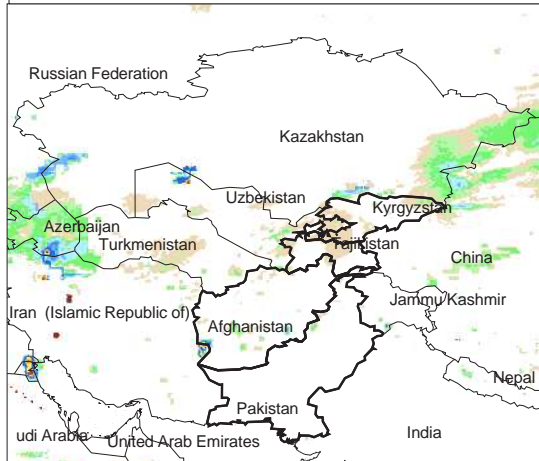 Russian Federation
Kazakhstan
Uzbekistan
Kyrgyzstan
Azerbaijan
Turkmenistan
Tajikistan
China
Jammu/Kashmir
Iran (Islamic Republic of)
Afghanistan
Nepal
Pakistan
India
udi Arabia
United Arab Emirates